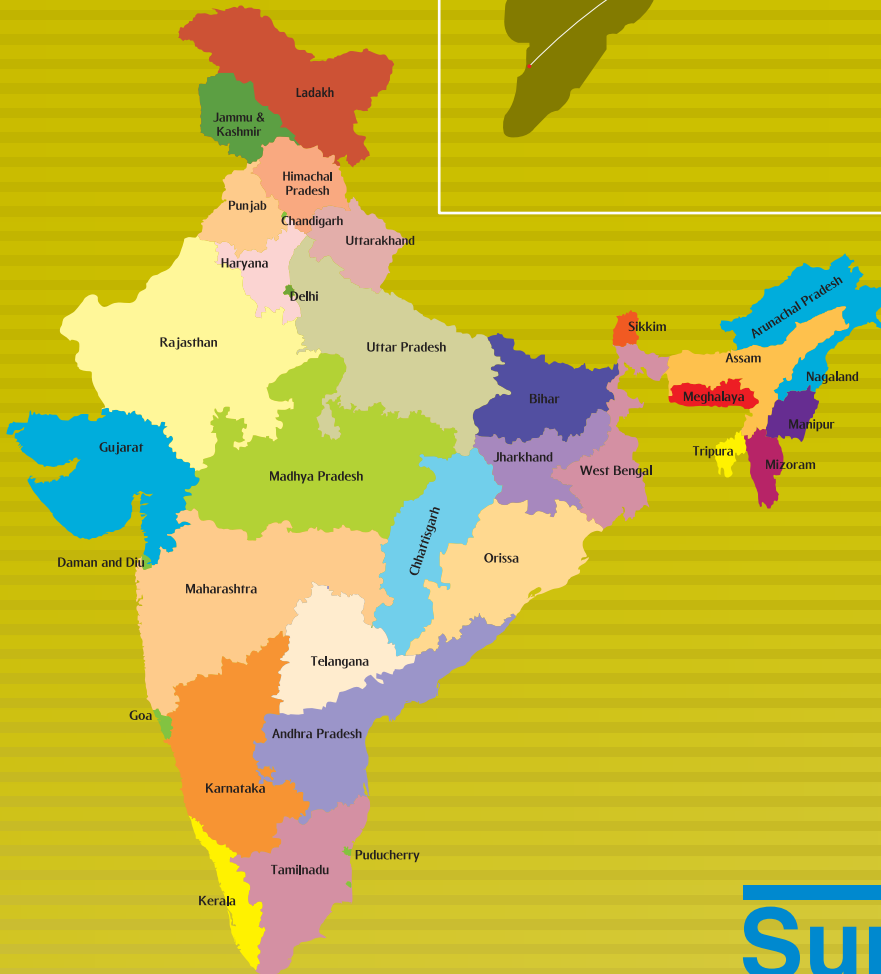 Ladakh
Jammu &
Kashmir
Himachal
Pradesh
Punjab
Chandigarh
Uttarakhand
Haryana
Delhi
Rajasthan
Uttar Pradesh
Sikkim
Arunachal Pradesh
Assam
Nagaland
Meghalaya
Manipur
Bihar
Gujarat
Tripura
Mizoram
Jharkhand
West Bengal
Madhya Pradesh
Chhattisgarh
Orissa
Daman and Diu
Maharashtra
Telangana
Goa
Andhra Pradesh
Karnataka
Puducherry
Tamilnadu
Kerala
Sur